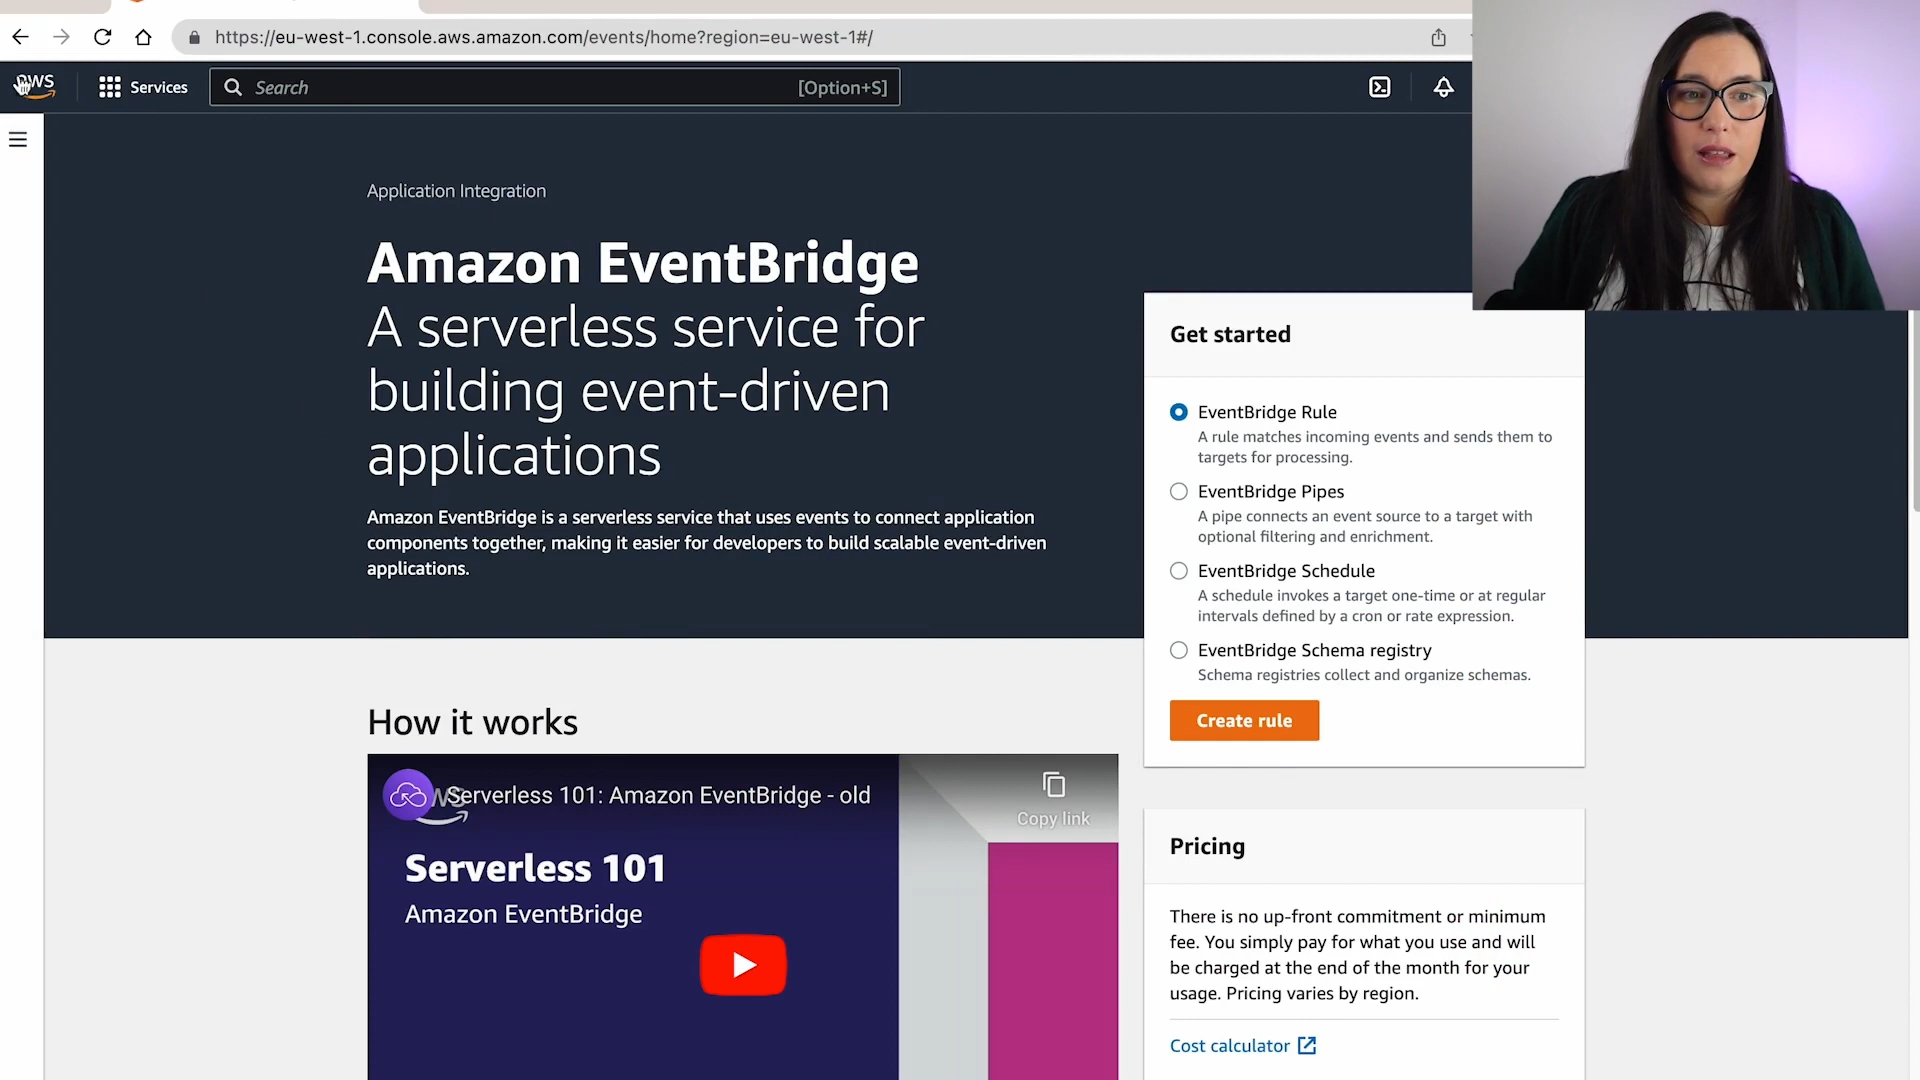 https://eu-west-1.console.aws.amazon.com/events/home?region=eu-west-1#/
aws
Services
Search
[Option+S]
Application Integration
Amazon EventBridge
A serverless service for
building event-driven
applications
Amazon EventBridge is a serverless service that uses events to connect application
components together, making it easier for developers to build scalable event-driven
applications.
Get started
EventBridge Rule
A rule matches incoming events and sends them to
targets for processing.
EventBridge Pipes
A pipe connects an event source to a target with
optional filtering and enrichment.
EventBridge Schedule
A schedule invokes a target one-time or at regular
intervals defined by a cron or rate expression.
EventBridge Schema registry
Schema registries collect and organize schemas.
Create rule
How it works
Serverless 101: Amazon EventBridge - old
Copy link
Serverless 101
Amazon EventBridge
Pricing
There is no up-front commitment or minimum
fee. You simply pay for what you use and will
be charged at the end of the month for your
usage. Pricing varies by region.
Cost calculator